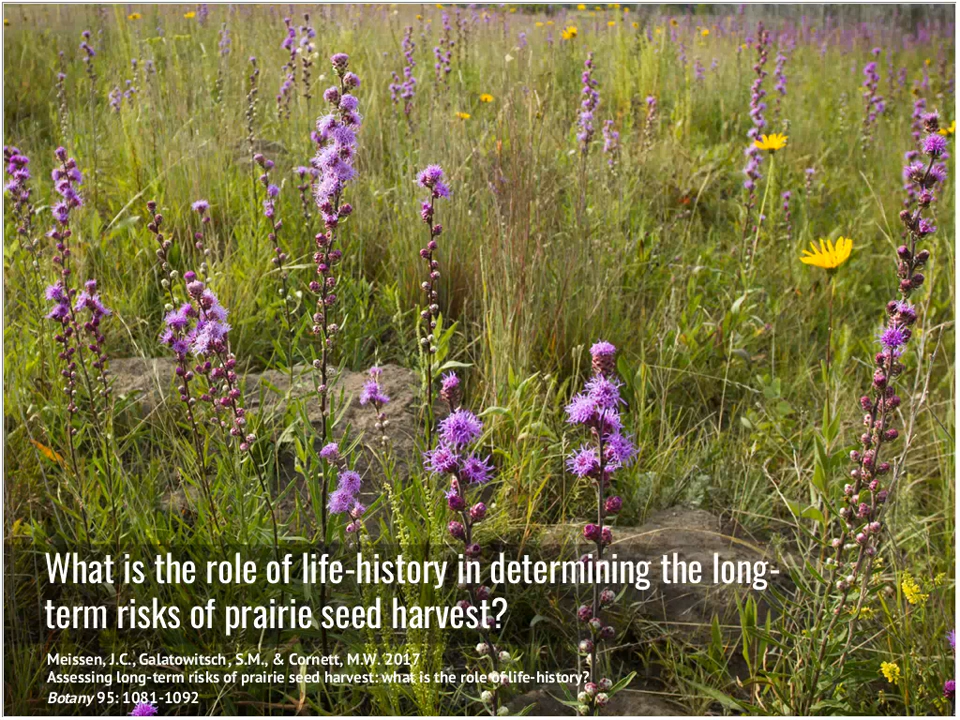 What is the role of life-history in determining the long-
term risks of prairie seed harvest?
Meissen, J.C., Galatowitsch, S.M., & Cornett, M.W. 2017
Assessing long-term risks of prairie seed harvest: what is the role of life-history?
Botany 95: 1081-1092